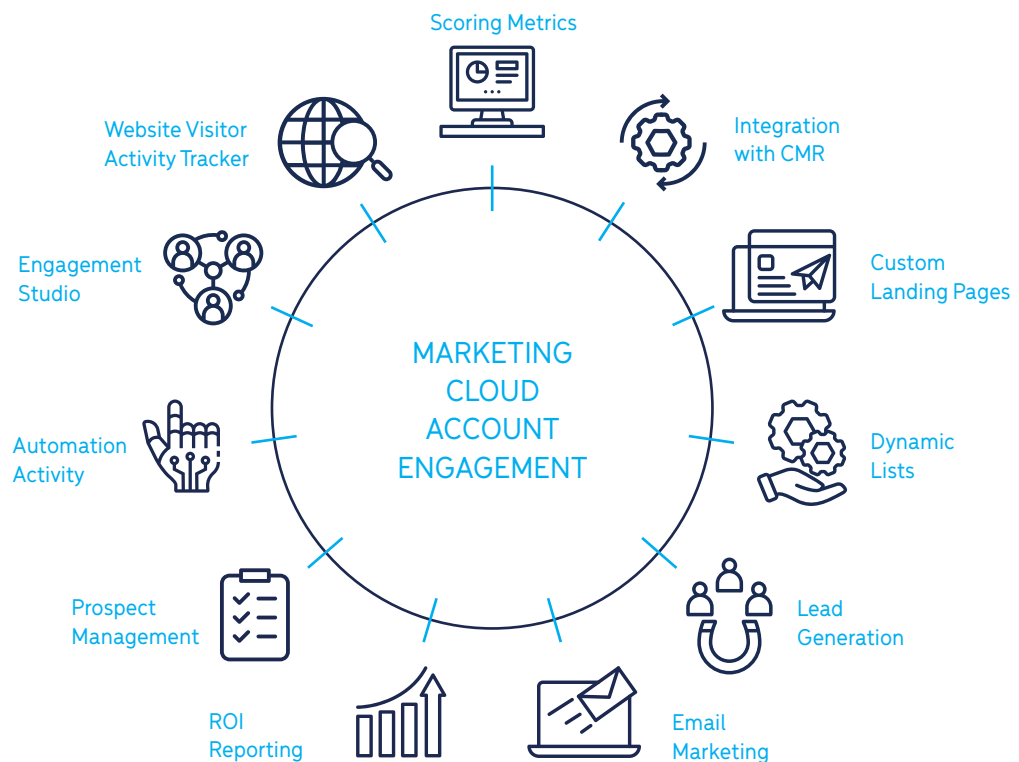 Scoring Metrics
Website Visitor
Activity Tracker
Integration
with CMR
Engagement
Studio
Custom
Landing Pages
MARKETING
CLOUD
ACCOUNT
ENGAGEMENT
Automation
Activity
Dynamic
Lists
Prospect
Management
Lead
Generation
ROI
Reporting
Email
Marketing